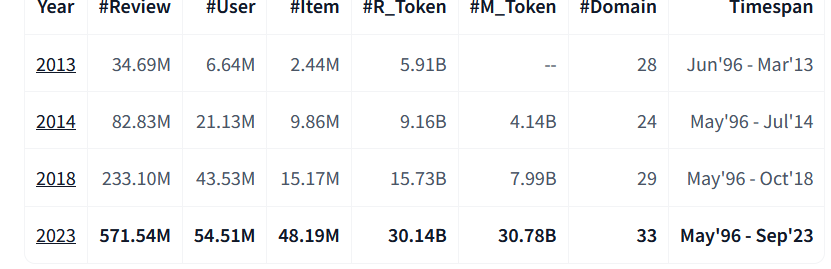 Year #Review #User #Item #R_Token #M_Token #Domain Timespan
2013 34.69M 6.64M 2.44M 5.91B -- 28 Jun'96 - Mar'13
2014 82.83M 21.13M 9.86M 9.16B 4.14B 24 May'96 - Jul'14
2018 233.10M 43.53M 15.17M 15.73B 7.99B 29 May'96 - Oct'18
2023 571.54M 54.51M 48.19M 30.14B 30.78B 33 May'96 - Sep'23